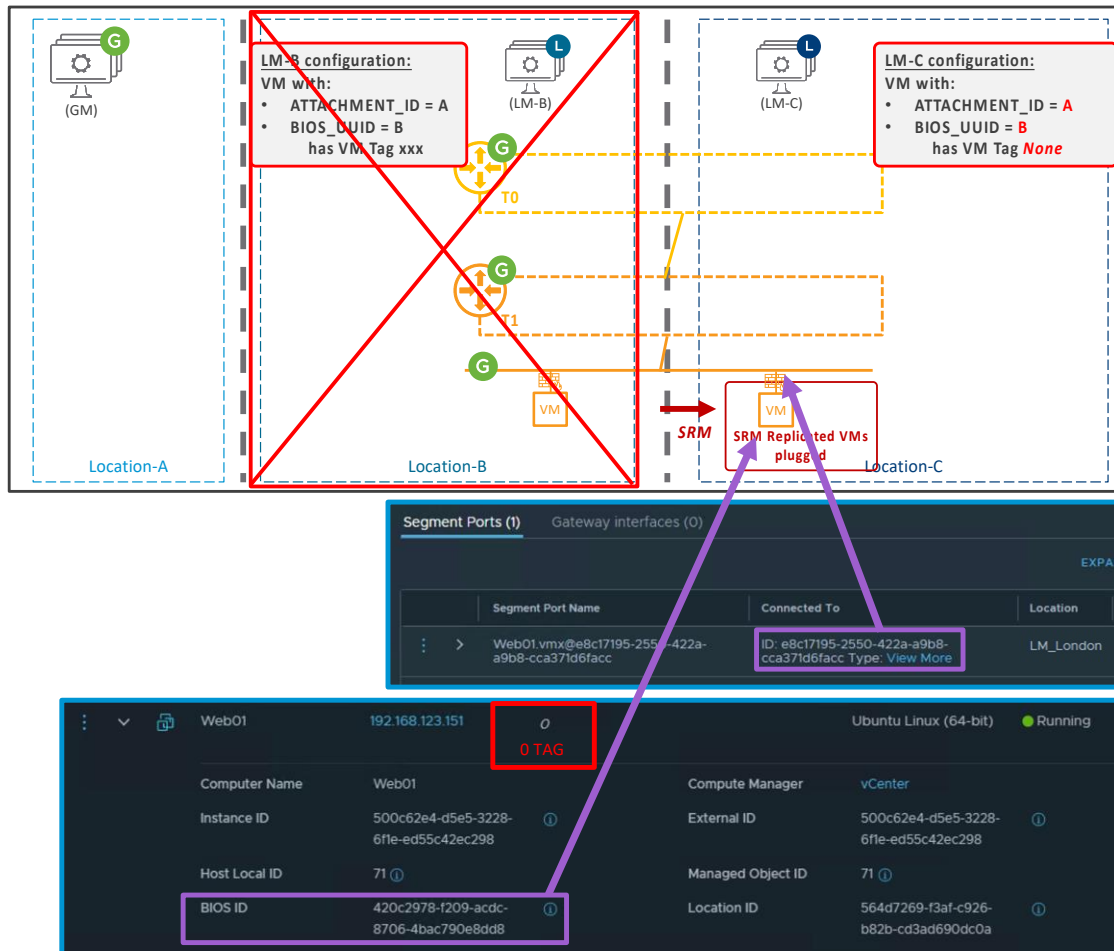 G
(GM)
LM-B configuration:
VM with:
• ATTACHMENT_ID = A
• BIOS_UUID = B
has VM Tag xxx
L
(LM-B)
L
(LM-C)
LM-C configuration:
VM with:
• ATTACHMENT_ID = A
• BIOS_UUID = B
has VM Tag None
G
T0
G
T1
G
VM
SRM
VM
SRM Replicated VMs
plugged
Location-A
Location-B
Location-C
Segment Ports (1) Gateway interfaces (0)
EXPA
Segment Port Name Connected To Location
Web01.vmx@e8c17195-2550-422a-
a9b8-cca371d6facc
ID: e8c17195-2550-422a-a9b8-
cca371d6facc Type: View More
LM_London
Web01 192.168.123.151 0 Ubuntu Linux (64-bit) Running
0 TAG
Computer Name Web01 Compute Manager vCenter
Instance ID 500c62e4-d5e5-3228-
6f1e-ed55c42ec298
External ID 500c62e4-d5e5-3228-
6f1e-ed55c42ec298
Host Local ID 71 Managed Object ID 71
BIOS ID 420c2978-f209-acdc-
8706-4bac790e8dd8
Location ID 564d7269-f3af-c926-
b82b-cd3ad690dc0a